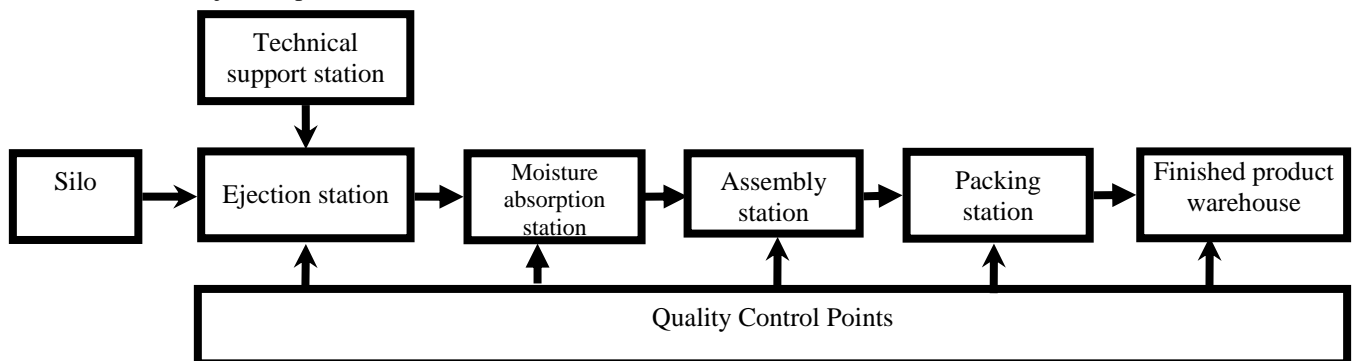 Technical
support station
Silo
Ejection station
Moisture
absorption
station
Assembly
station
Packing
station
Finished product
warehouse
Quality Control Points